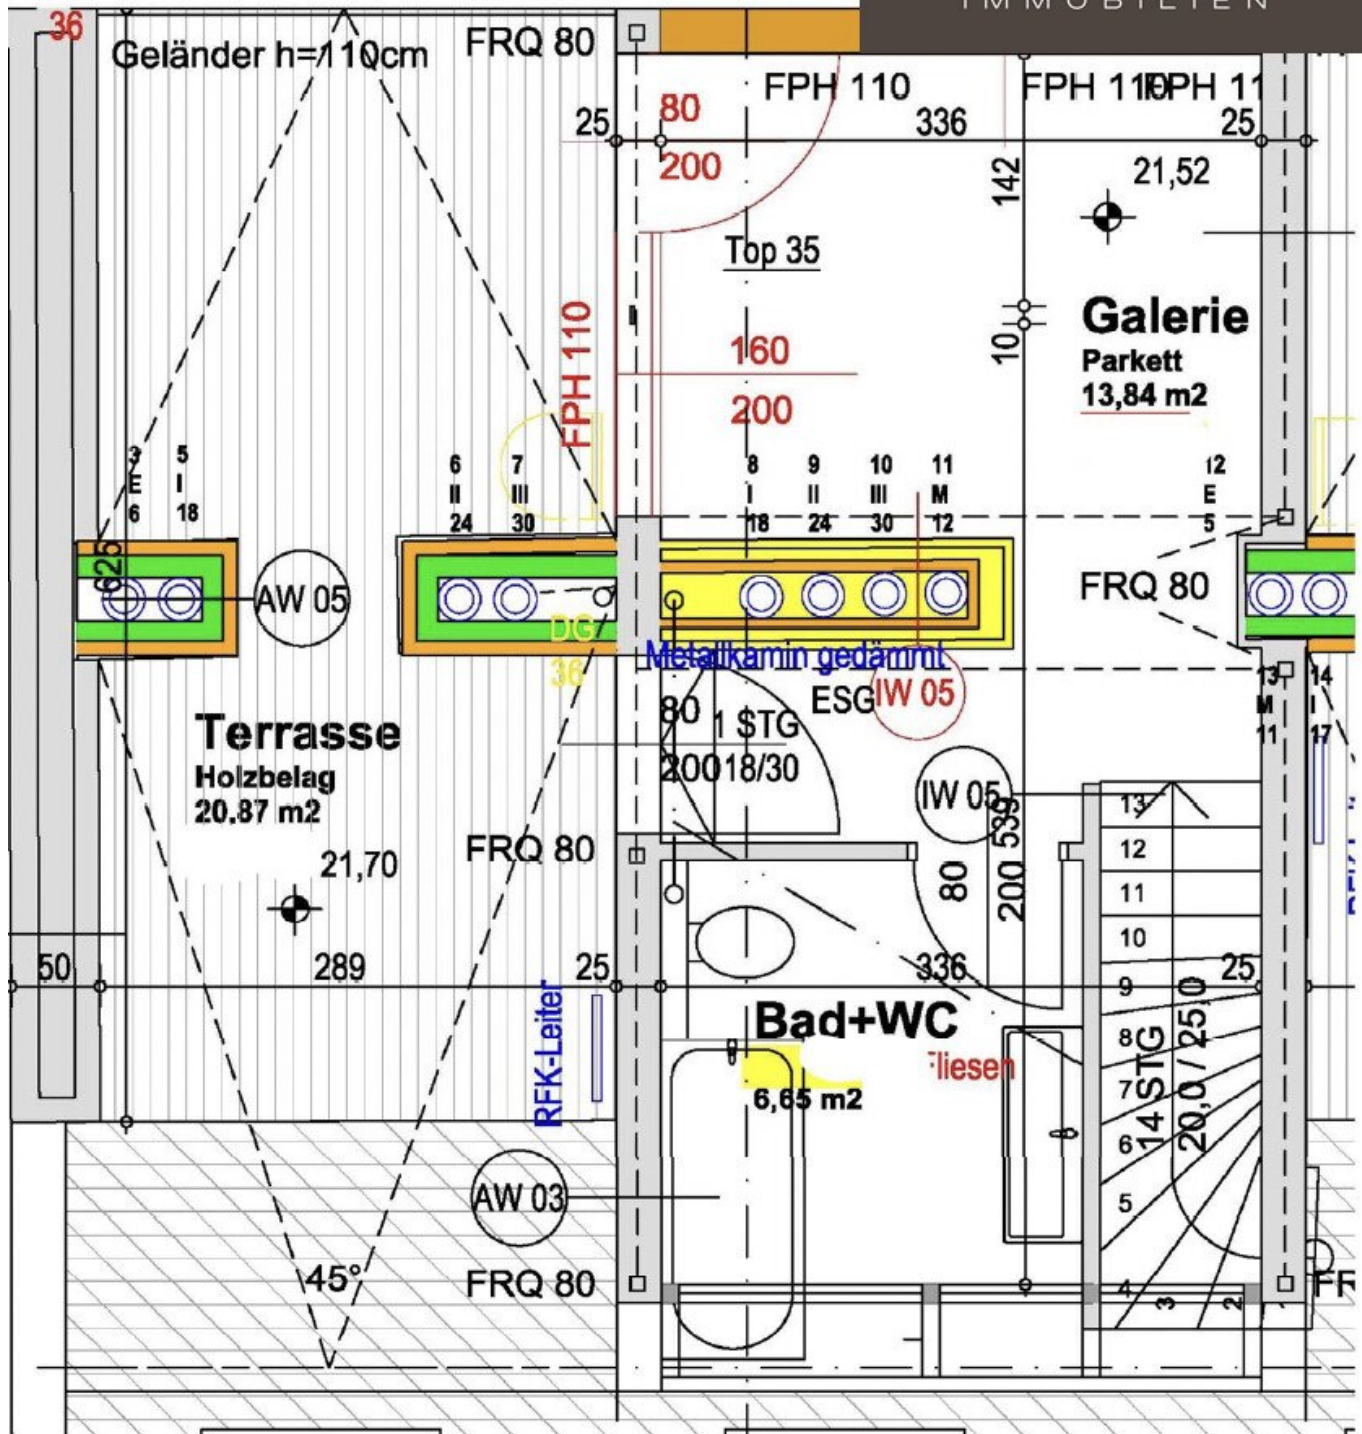 IMMOBILIEN
36
Geländer h=110cm
FRQ 80
FPH 110
FPH 110
FPH 11
25
80
200
336
25
142
21,52
Top 35
FPH 110
160
200
10
Galerie
Parkett
13,84 m2
3
E
6
5
I
18
6
II
24
7
III
30
8
I
18
9
II
24
10
III
30
11
M
12
12
E
5
625
AW 05
FRQ 80
DG
36
Metallkamin gedämmt
ESG
IW 05
13
M
11
14
I
17
Terrasse
Holzbelag
20,87 m2
80
200
1 STG
18/30
IW 05
539
80
200
21,70
FRQ 80
50
289
25
336
25
RFK-Leiter
Bad+WC
Fliesen
6,65 m2
13
12
11
10
9
8
7
6
5
4
3
2
14 STG
20,0 / 25,0
AW 03
45°
FRQ 80
FR